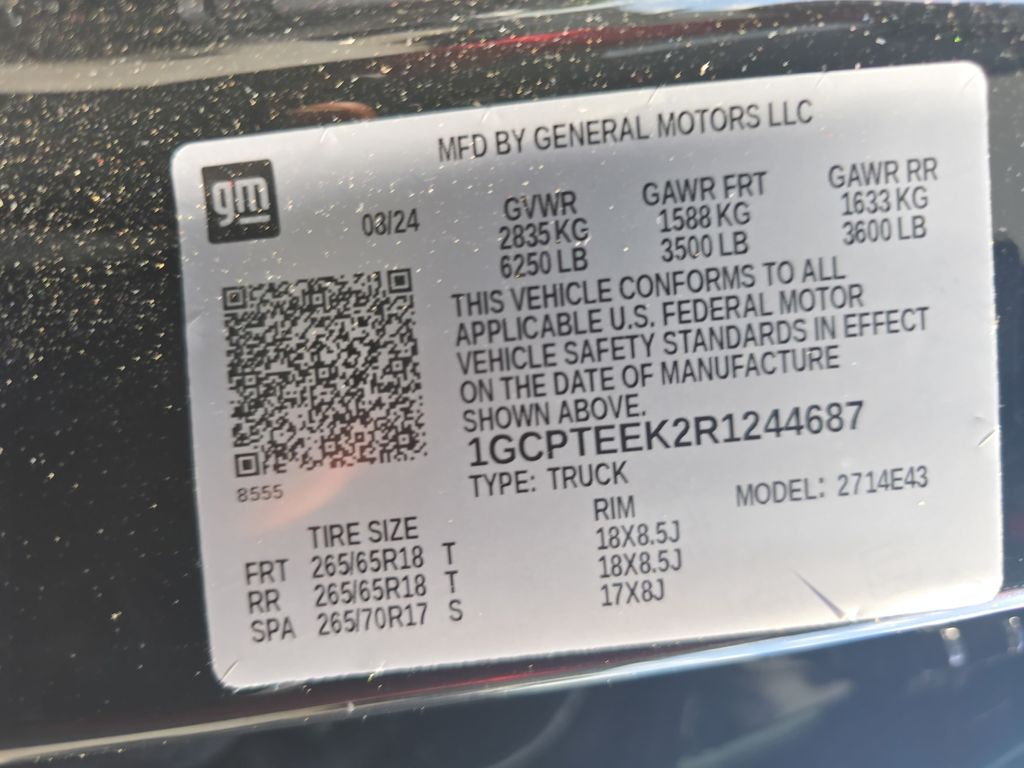 MFD BY GENERAL MOTORS LLC
gm
03/24
GVWR GAWR FRT GAWR RR
2835 KG 1588 KG 1633 KG
6250 LB 3500 LB 3600 LB
THIS VEHICLE CONFORMS TO ALL
APPLICABLE U.S. FEDERAL MOTOR
VEHICLE SAFETY STANDARDS IN EFFECT
ON THE DATE OF MANUFACTURE
SHOWN ABOVE.
1GCPTEEK2R1244687
TYPE: TRUCK MODEL: 2714E43
FE
8555
TIRE SIZE RIM
FRT 265/65R18 T 18X8.5J
RR 265/65R18 T 18X8.5J
SPA 265/70R17 S 17X8J